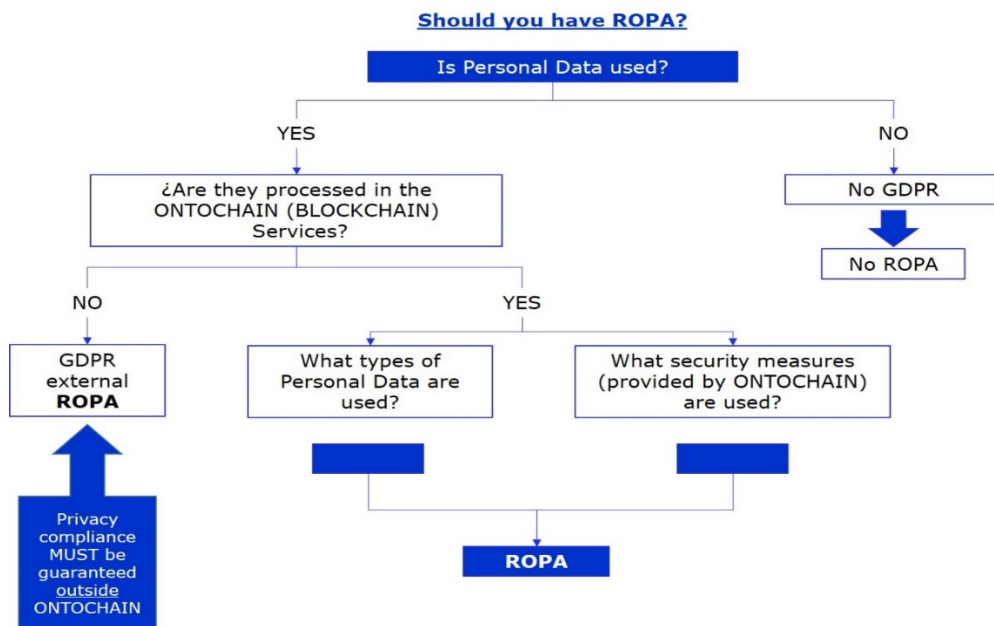 Should you have ROPA?
Is Personal Data used?
YES
NO
¿Are they processed in the
ONTOCHAIN (BLOCKCHAIN)
Services?
No GDPR
No ROPA
NO
YES
GDPR
external
ROPA
What types of
Personal Data are
used?
What security measures
(provided by ONTOCHAIN)
are used?
Privacy
compliance
MUST be
guaranteed
outside
ONTOCHAIN
ROPA